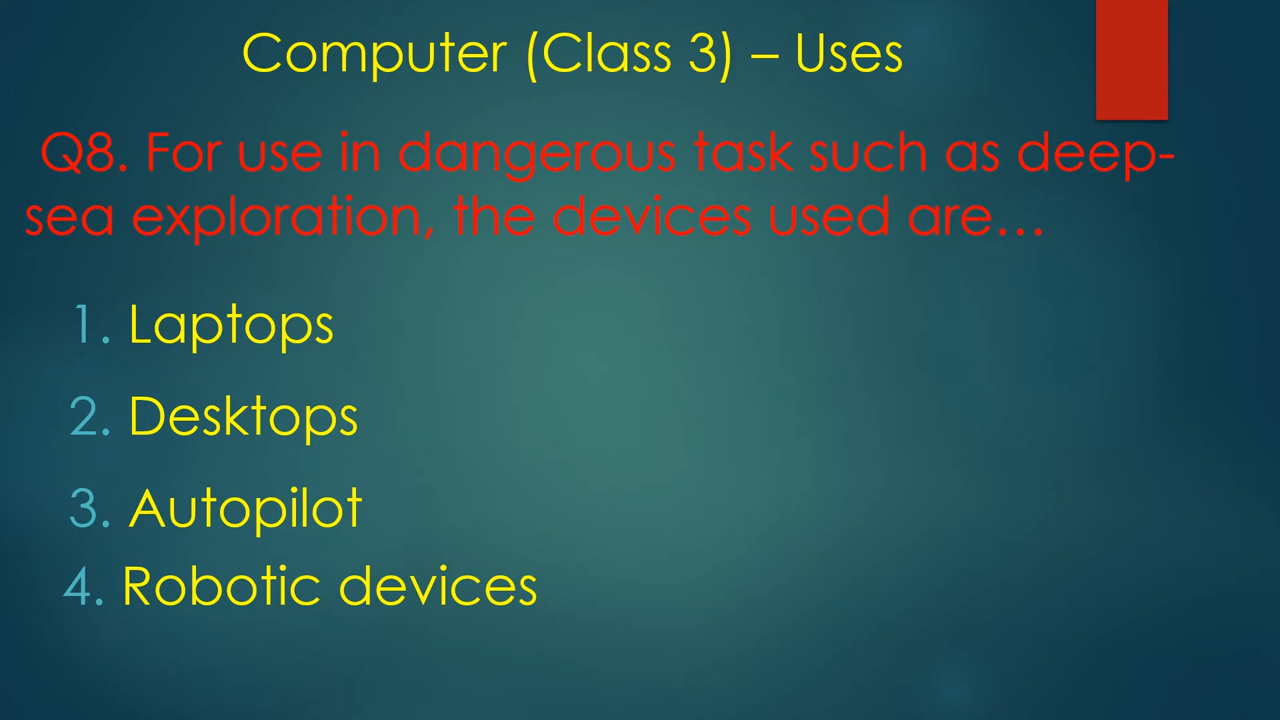 Computer (Class 3) – Uses
Q8. For use in dangerous task such as deep-
sea exploration, the devices used are…
1. Laptops
2. Desktops
3. Autopilot
4. Robotic devices